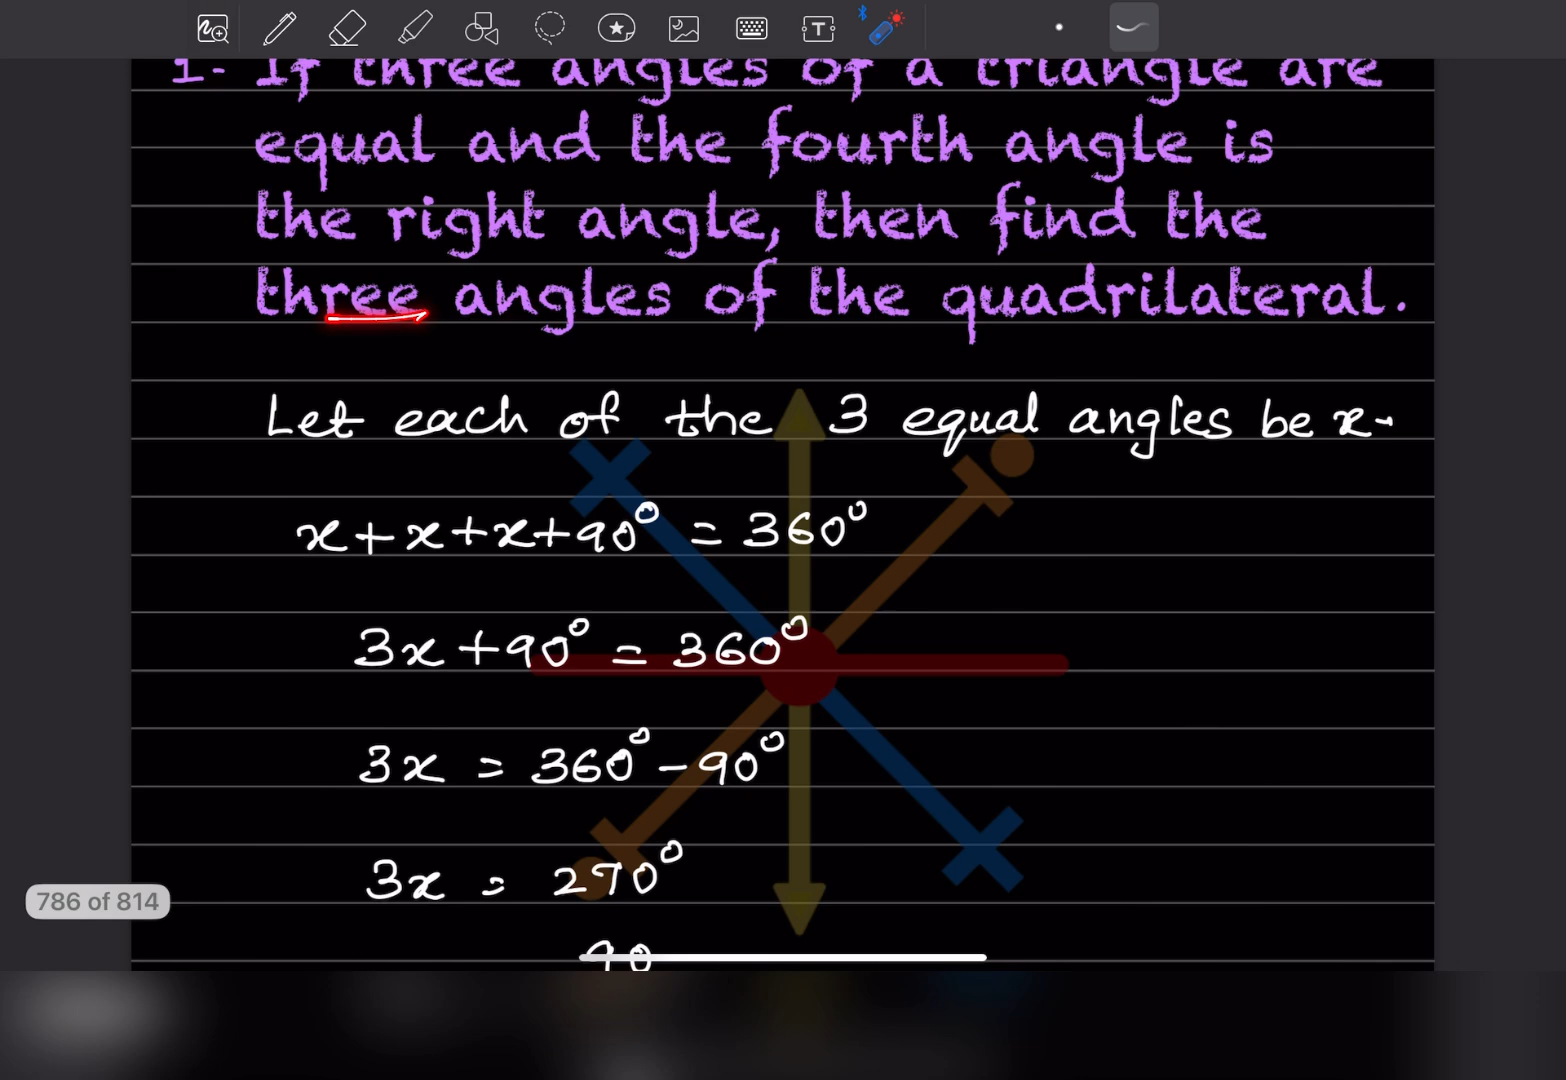 1- If three angles of a triangle are
equal and the fourth angle is
the right angle, then find the
three angles of the quadrilateral.
Let each of the 3 equal angles be x.
x+x+x+90° = 360°
3x+90° = 360°
3x = 360°-90°
3x = 270°
786 of 814
90